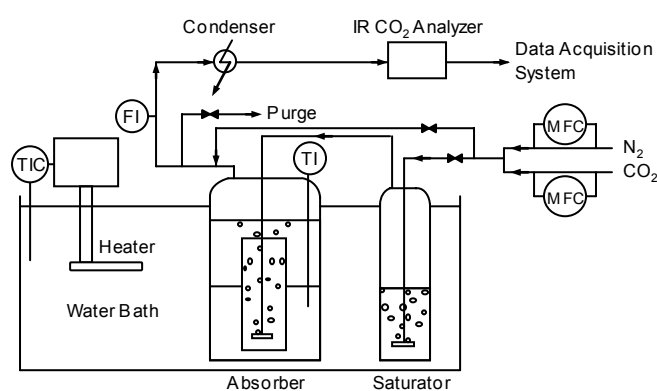 Condenser
IR CO₂ Analyzer
Data Acquisition
System
FI
Purge
MFC
TIC
TI
N₂
CO₂
MFC
Heater
Water Bath
Absorber
Saturator